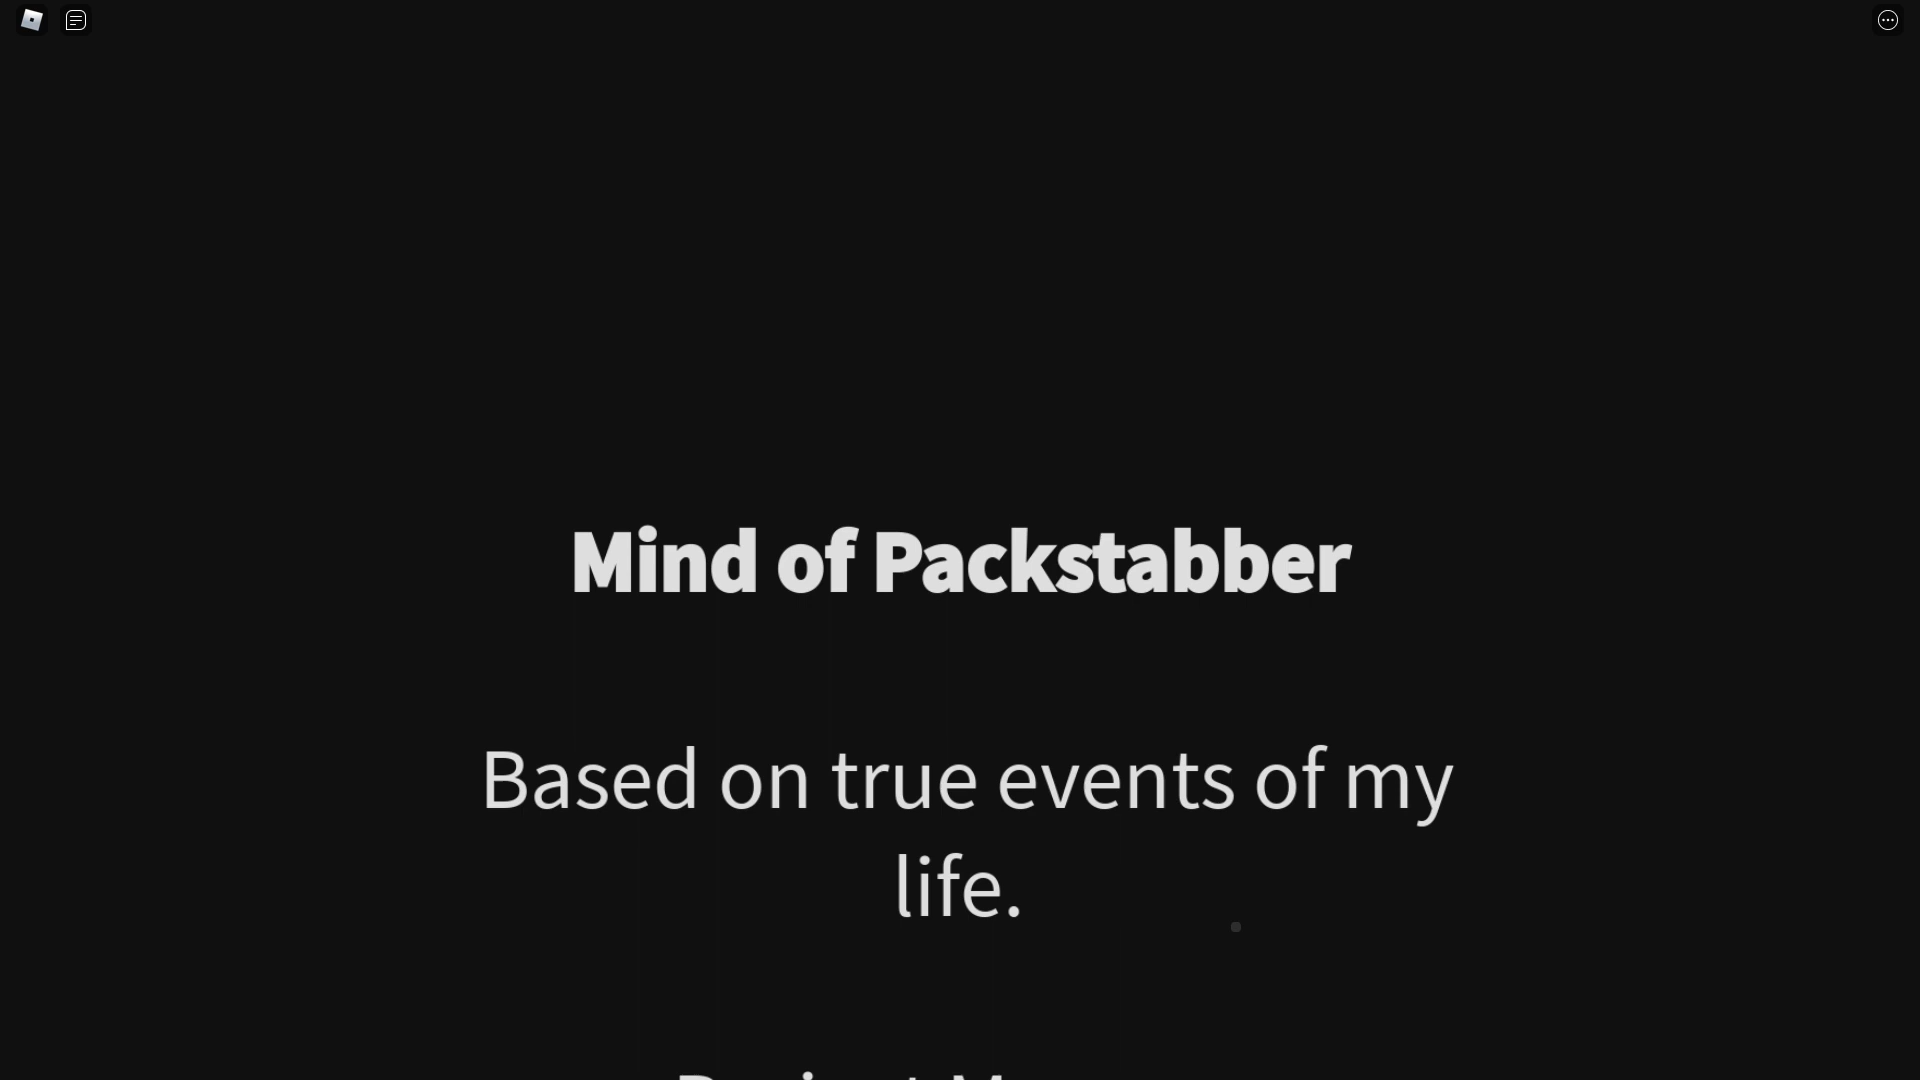 Mind of Packstabber
Based on true events of my
life.